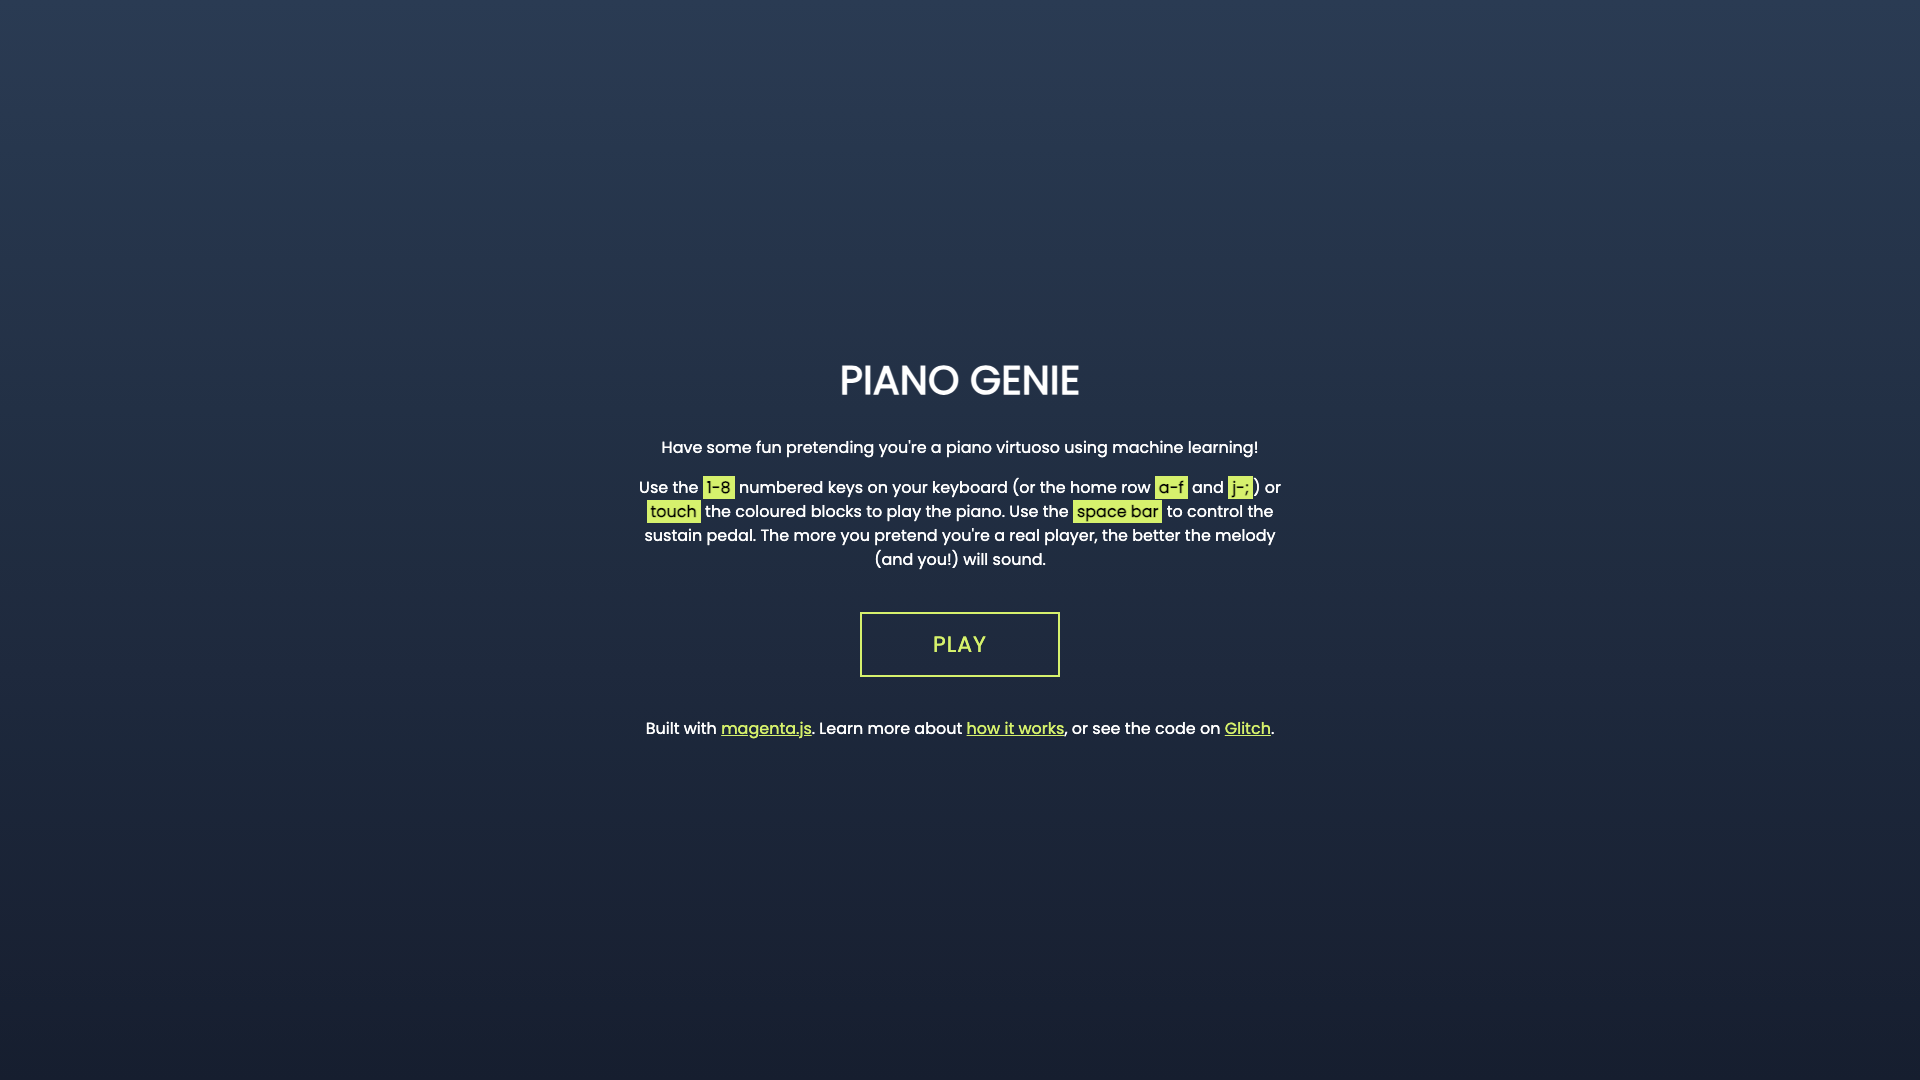 PIANO GENIE
Have some fun pretending you're a piano virtuoso using machine learning!
Use the 1-8 numbered keys on your keyboard (or the home row a-f and j-;) or
touch the coloured blocks to play the piano. Use the space bar to control the
sustain pedal. The more you pretend you're a real player, the better the melody
(and you!) will sound.
PLAY
Built with magenta.js. Learn more about how it works, or see the code on Glitch.